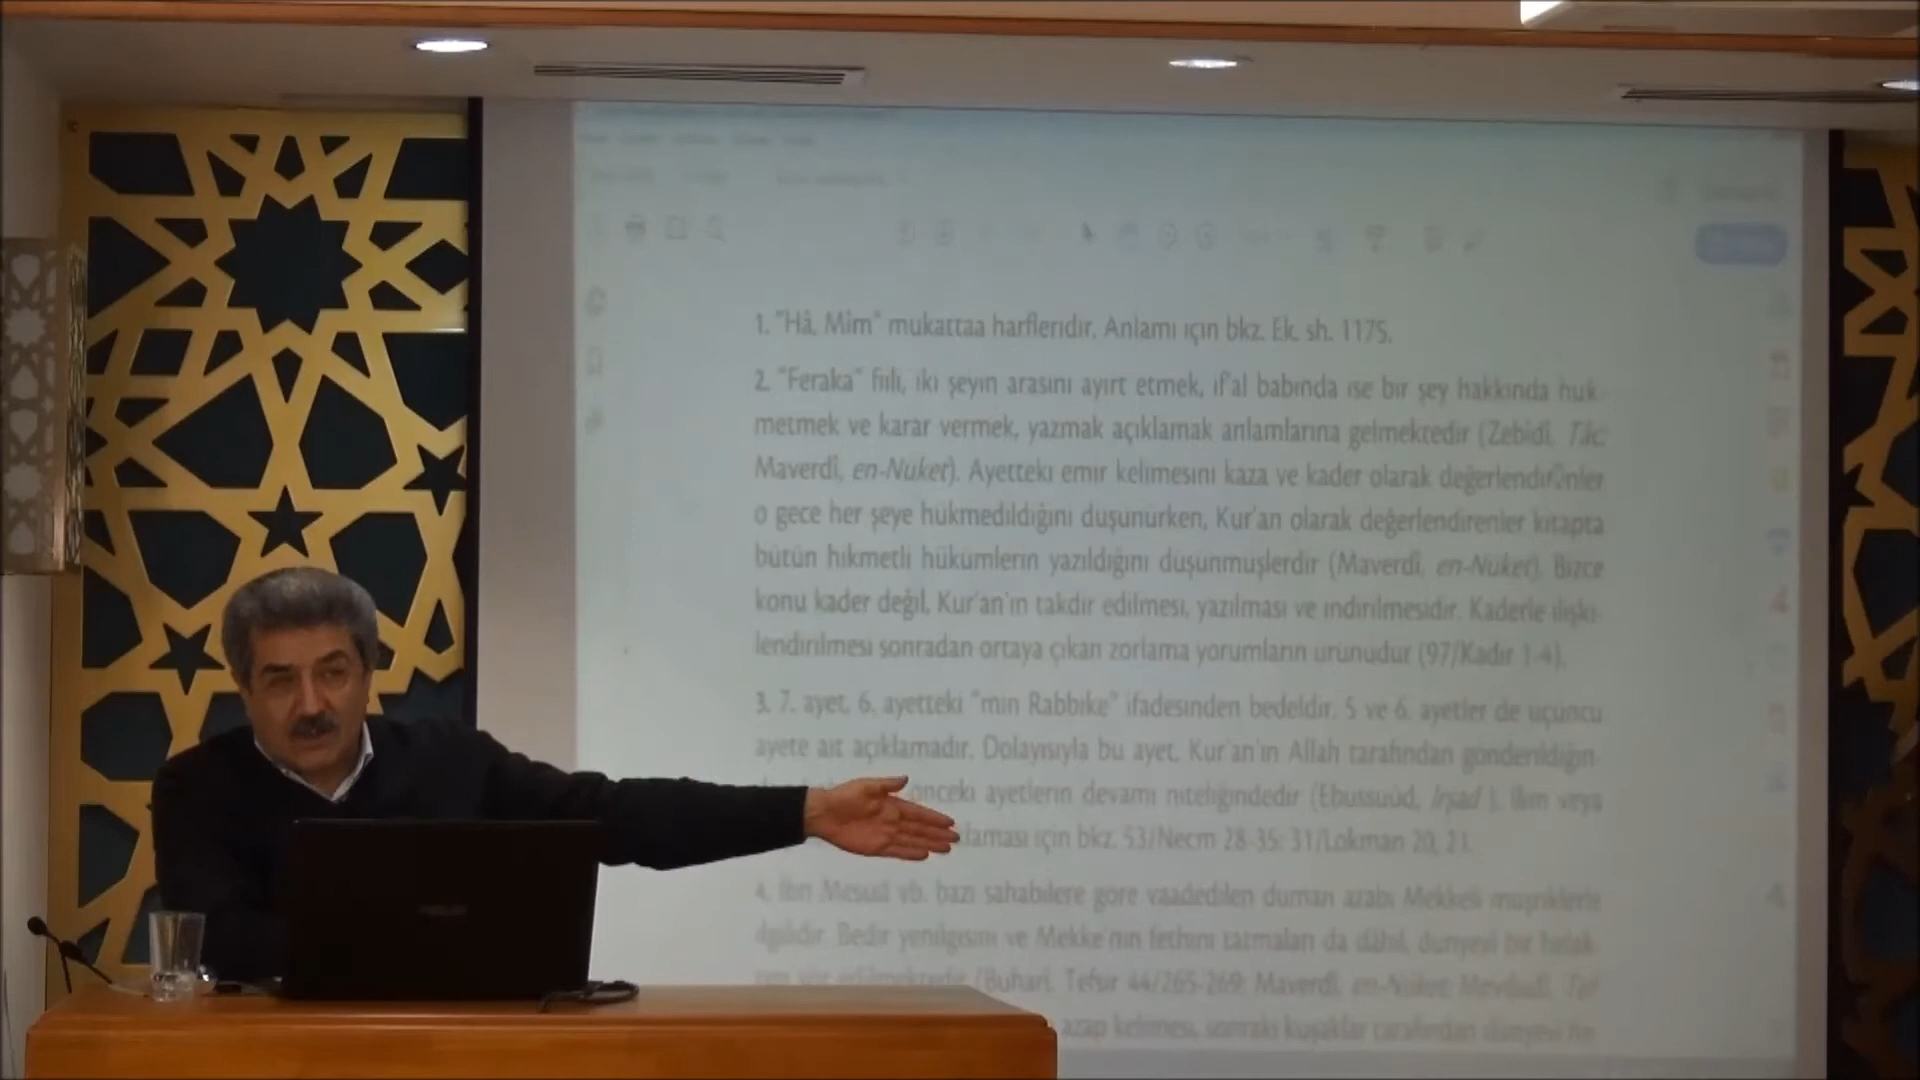 1. "Hâ, Mîm" mukattaa harfleridir. Anlamı için bkz. Ek. sh. 1175.
2. "Feraka" fiili, iki şeyin arasını ayırt etmek, if'al babında ise bir şey hakkında hük-
metmek ve karar vermek, yazmak açıklamak anlamlarına gelmektedir (Zebîdî, Tâc;
Maverdî, en-Nuket). Ayetteki emir kelimesini kaza ve kader olarak değerlendirenler
o gece her şeye hükmedildiğini düşünürken, Kur'an olarak değerlendirenler kitapta
bütün hikmetli hükümlerin yazıldığını düşünmüşlerdir (Maverdî, en-Nüket). Bizce
konu kader değil, Kur'an'ın takdir edilmesi, yazılması ve indirilmesidir. Kaderle ilişki-
lendirilmesi sonradan ortaya çıkan zorlama yorumların ürünüdür (97/Kadir 1-4).
3. 7. ayet, 6. ayetteki "min Rabbike" ifadesinden bedeldir. 5 ve 6. ayetler de üçüncü
ayete ait açıklamadır. Dolayısıyla bu ayet, Kur'an'ın Allah tarafından gönderildiğin-
önceki ayetlerin devamı niteliğindedir (Ebussuûd, İrşad ). İlim veya
laması için bkz. 53/Necm 28-35; 31/Lokman 20, 21.
4. İbn Mesud vb. bazı sahabilere göre vaadedilen duman azabı Mekkeli müşriklerle
ilgilidir. Bedir yenilgisini ve Mekke'nin fethini tatmaları da dâhil, dünyevi bir helak
(Buhari, Tefsir 44/265-269; Maverdî, en-Nüket; Mevdudî, Tef
azap kelimesi, sonraki kuşaklar tarafından dünyevi